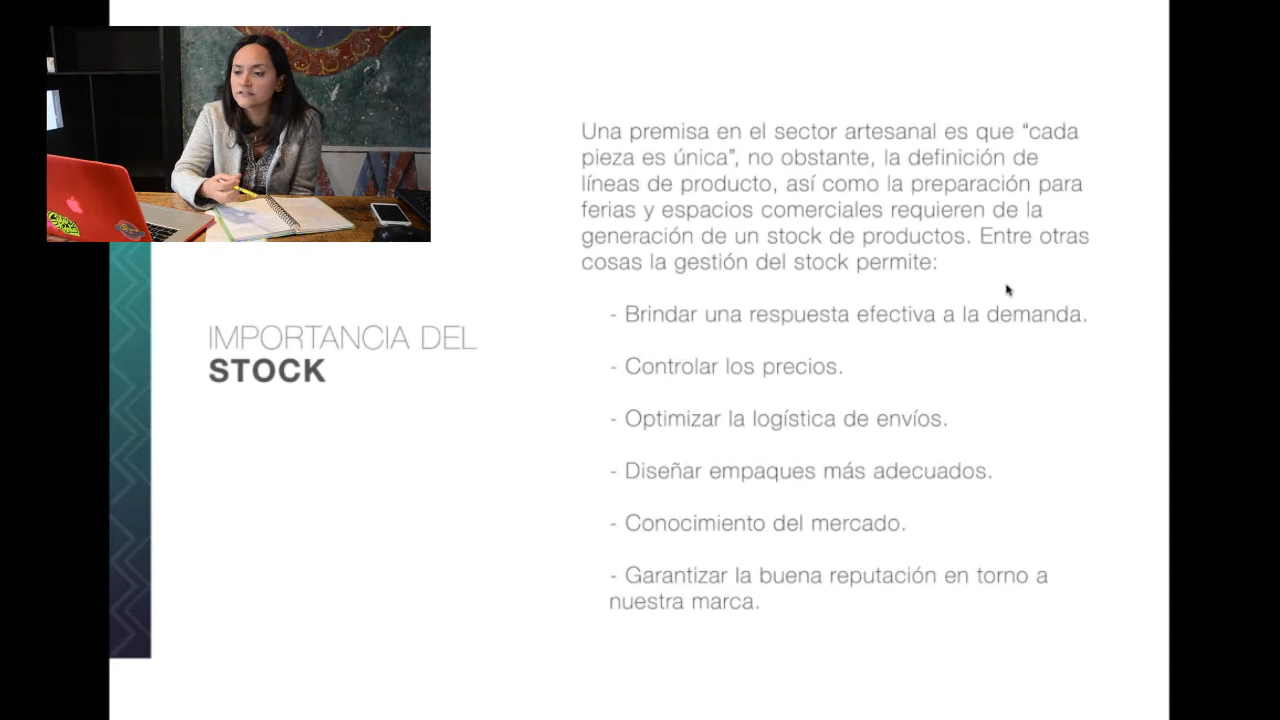 IMPORTANCIA DEL
STOCK
Una premisa en el sector artesanal es que “cada
pieza es única”, no obstante, la definición de
líneas de producto, así como la preparación para
ferias y espacios comerciales requieren de la
generación de un stock de productos. Entre otras
cosas la gestión del stock permite:
- Brindar una respuesta efectiva a la demanda.
- Controlar los precios.
- Optimizar la logística de envíos.
- Diseñar empaques más adecuados.
- Conocimiento del mercado.
- Garantizar la buena reputación en torno a
nuestra marca.